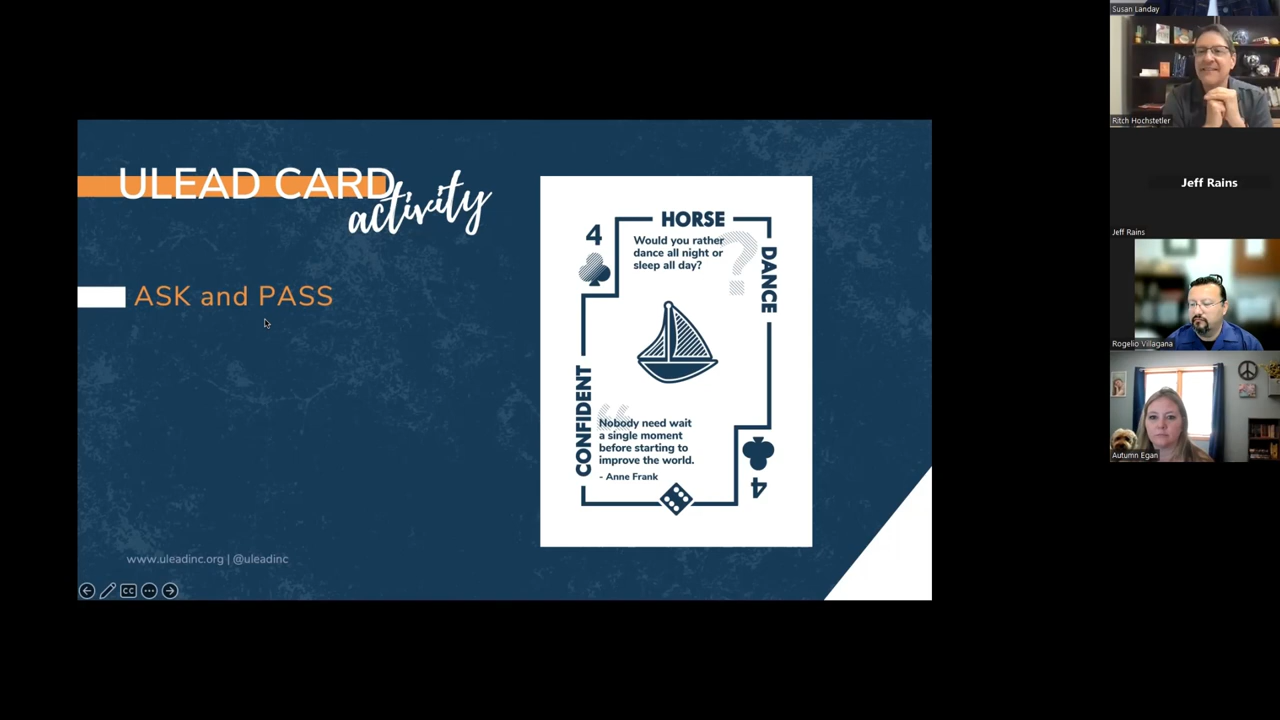 ULEAD CARD
activity
ASK and PASS
www.uleadinc.org | @uleadinc
CC
4
HORSE
Would you rather
dance all night or
sleep all day?
?
DANCE
CONFIDENT
“
Nobody need wait
a single moment
before starting to
improve the world.
- Anne Frank
4
Susan Landay
Ritch Hochstetler
Jeff Rains
Jeff Rains
Rogelio Villagana
Autumn Egan